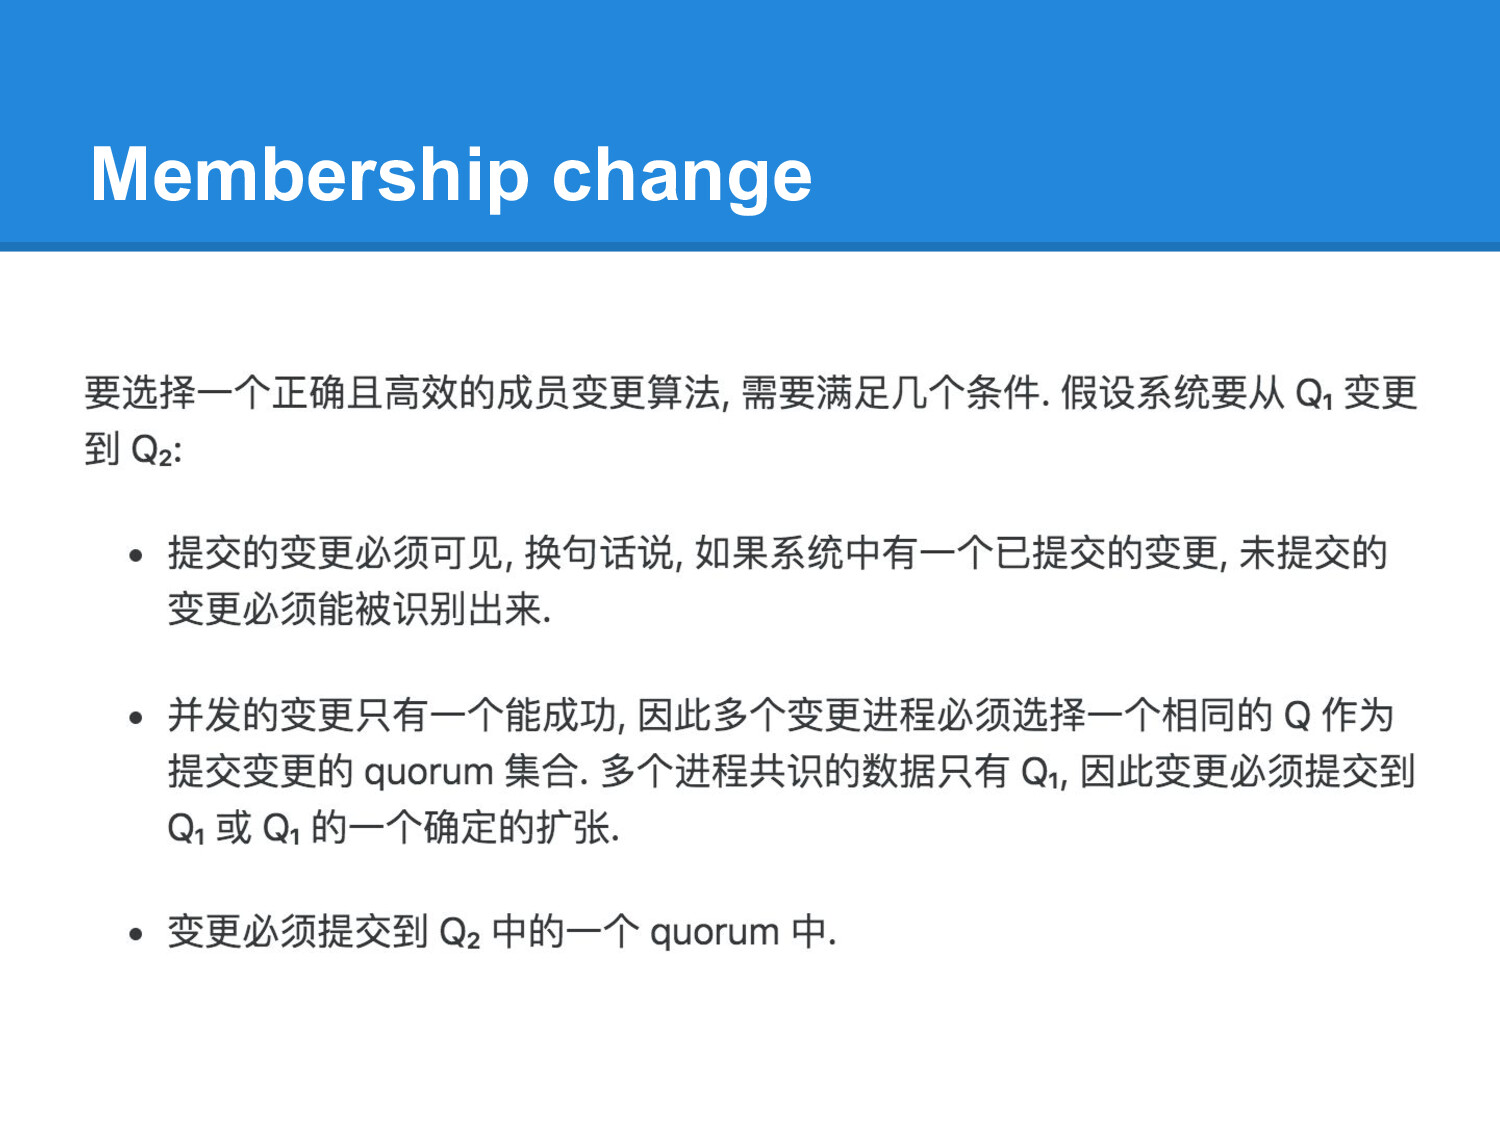 Membership change
要选择一个正确且高效的成员变更算法, 需要满足几个条件. 假设系统要从 Q₁ 变更
到 Q₂:
• 提交的变更必须可见, 换句话说, 如果系统中有一个已提交的变更, 未提交的
变更必须能被识别出来.
• 并发的变更只有一个能成功, 因此多个变更进程必须选择一个相同的 Q 作为
提交变更的 quorum 集合. 多个进程共识的数据只有 Q₁, 因此变更必须提交到
Q₁ 或 Q₁ 的一个确定的扩张.
• 变更必须提交到 Q₂ 中的一个 quorum 中.